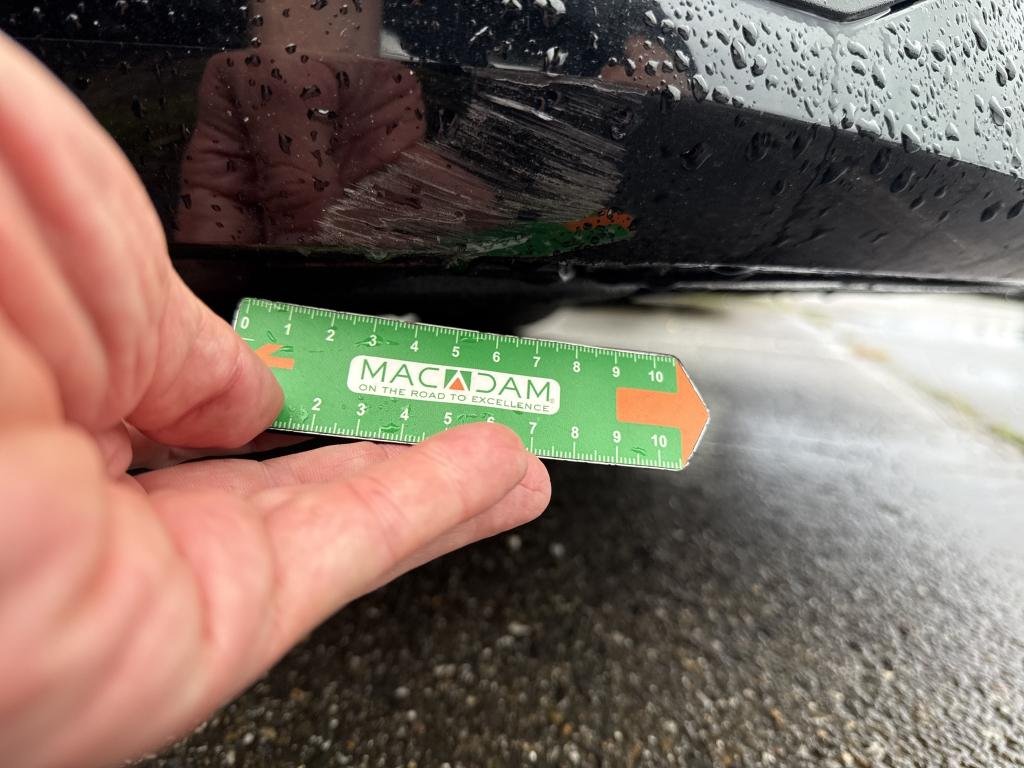 0 1 2 3 4 5 6 7 8 9 10
MACADAM
ON THE ROAD TO EXCELLENCE
2 3 4 5 6 7 8 9 10